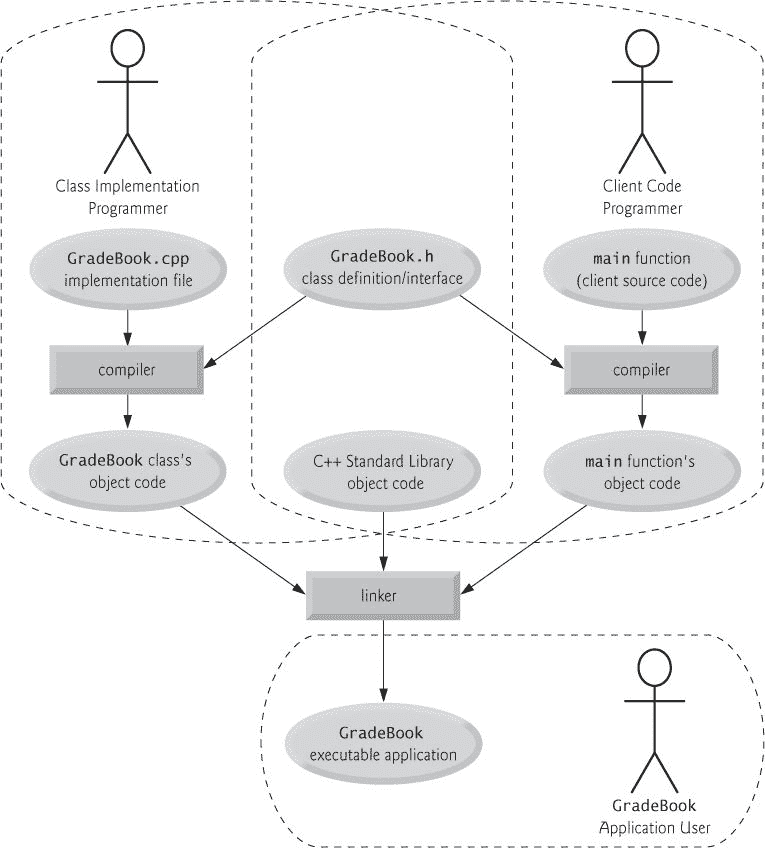 Class Implementation
Programmer
Client Code
Programmer
GradeBook.cpp
implementation file
GradeBook.h
class definition/interface
main function
(client source code)
compiler
compiler
GradeBook class's
object code
C++ Standard Library
object code
main function's
object code
linker
GradeBook
executable application
GradeBook
Application User